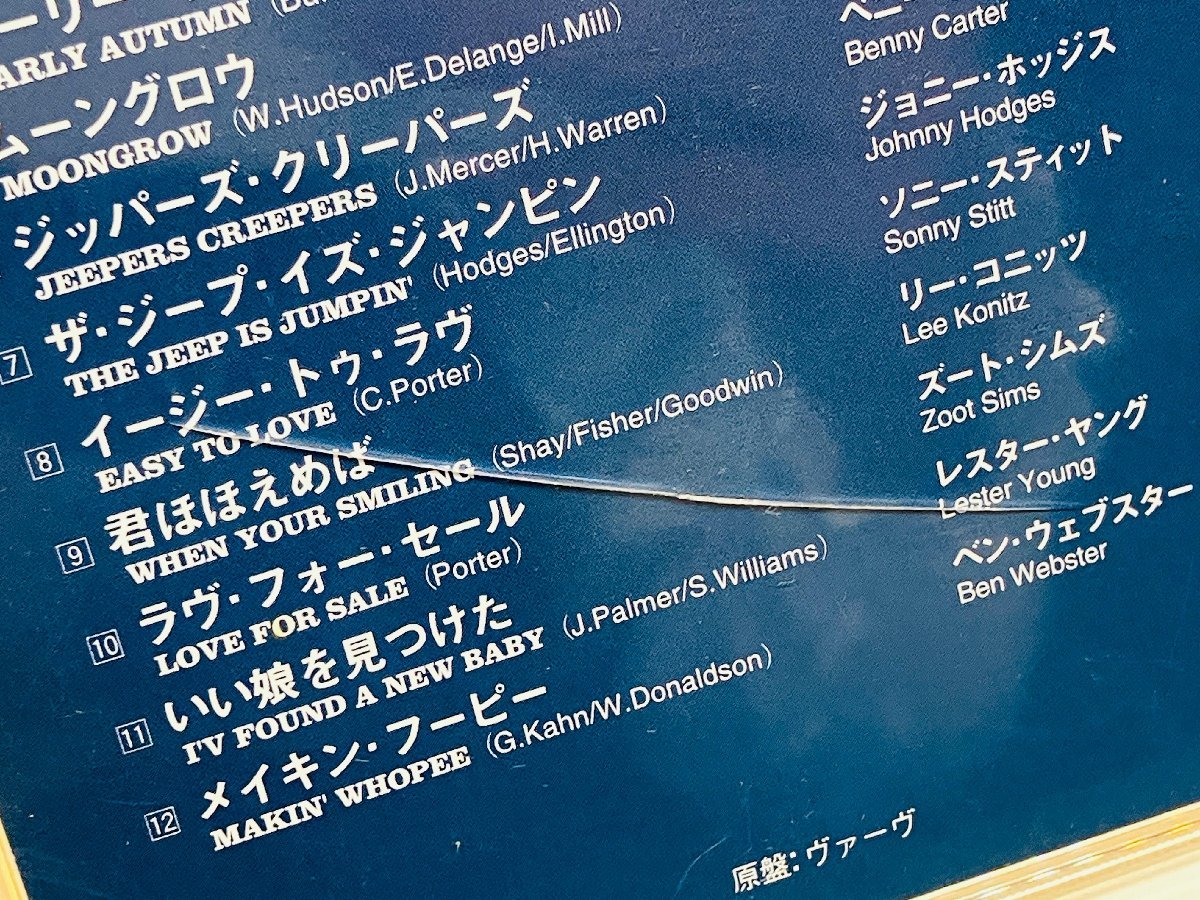 ARLY AUTUMN
ムーングロウ
MOONGROW (W.Hudson/E.Delange/I.Mill)
ジッパーズ・クリーパーズ
JEEPERS CREEPERS (J.Mercer/H.Warren)
7 ザ・ジープ・イズ・ジャンピン
THE JEEP IS JUMPIN' (Hodges/Ellington)
8 イージー・トゥ・ラヴ
EASY TO LOVE (C.Porter)
9 君ほほえめば
WHEN YOUR SMILING (Shay/Fisher/Goodwin)
10 ラヴ・フォー・セール
LOVE FOR SALE (Porter)
11 いい娘を見つけた
I'V FOUND A NEW BABY (J.Palmer/S.Williams)
12 メイキン・フーピー
MAKIN' WHOPEE (G.Kahn/W.Donaldson)
Benny Carter
ジョニー・ホッジス
Johnny Hodges
ソニー・スティット
Sonny Stitt
リー・コニッツ
Lee Konitz
ズート・シムズ
Zoot Sims
レスター・ヤング
Lester Young
ベン・ウェブスター
Ben Webster
原盤:ヴァーヴ